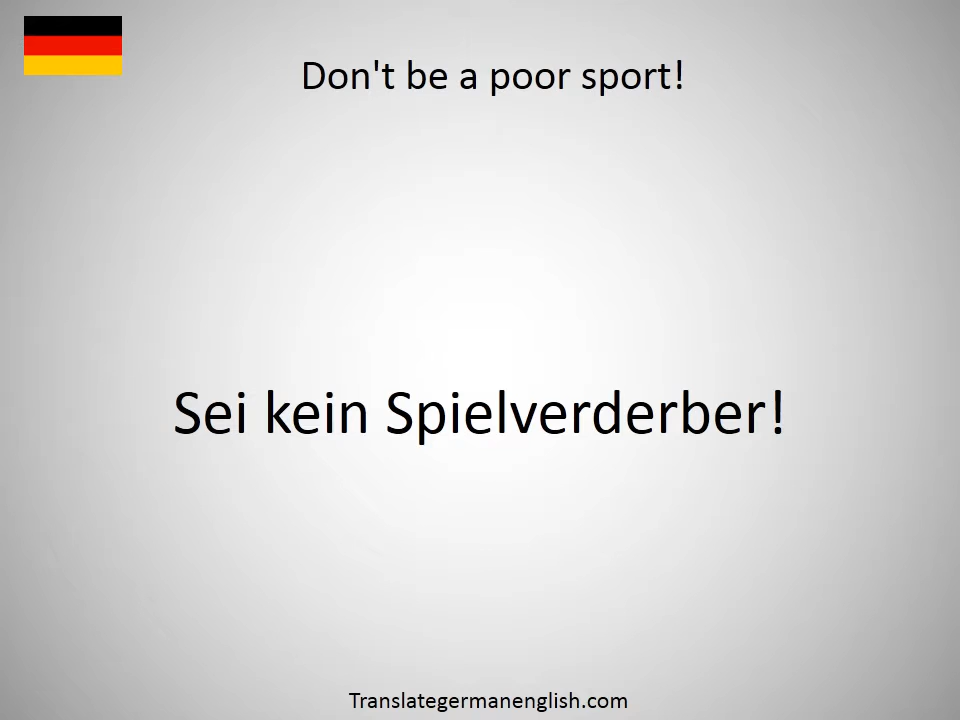 Don't be a poor sport!
Sei kein Spielverderber!
Translategermanenglish.com